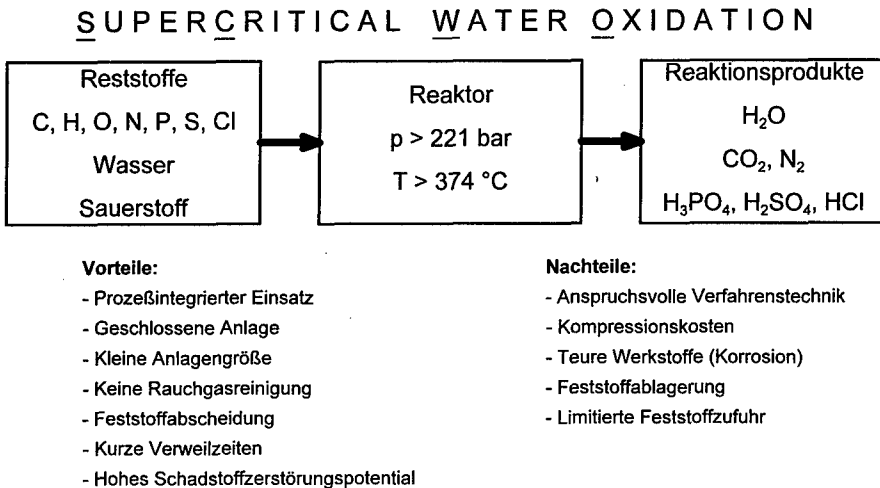 SUPERCRITICAL WATER OXIDATION
Reststoffe
C, H, O, N, P, S, Cl
Wasser
Sauerstoff
Reaktor
p > 221 bar
T > 374 °C
Reaktionsprodukte
H₂O
CO₂, N₂
H₃PO₄, H₂SO₄, HCl
Vorteile:
- Prozeßintegrierter Einsatz
- Geschlossene Anlage
- Kleine Anlagengröße
- Keine Rauchgasreinigung
- Feststoffabscheidung
- Kurze Verweilzeiten
- Hohes Schadstoffzerstörungspotential
Nachteile:
- Anspruchsvolle Verfahrenstechnik
- Kompressionskosten
- Teure Werkstoffe (Korrosion)
- Feststoffablagerung
- Limitierte Feststoffzufuhr